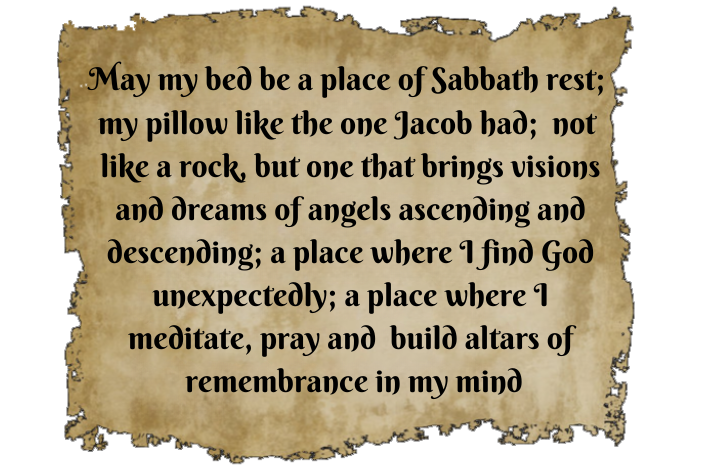 May my bed be a place of Sabbath rest;
my pillow like the one Jacob had; not
like a rock, but one that brings visions
and dreams of angels ascending and
descending; a place where I find God
unexpectedly; a place where I
meditate, pray and build altars of
remembrance in my mind